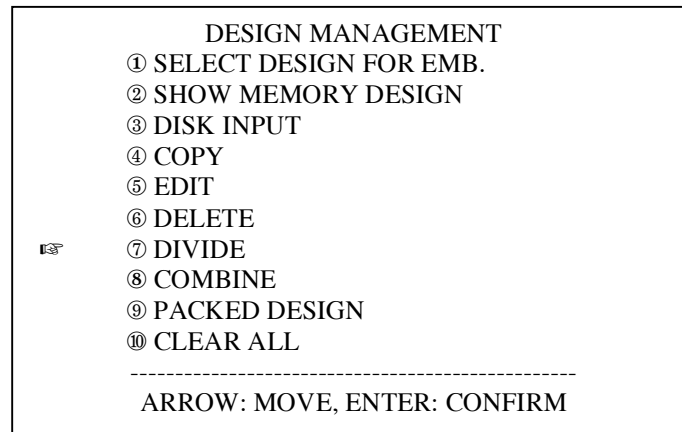 DESIGN MANAGEMENT
① SELECT DESIGN FOR EMB.
② SHOW MEMORY DESIGN
③ DISK INPUT
④ COPY
⑤ EDIT
⑥ DELETE
☞ ⑦ DIVIDE
⑧ COMBINE
⑨ PACKED DESIGN
⑩ CLEAR ALL
--------------------------------------------------
ARROW: MOVE, ENTER: CONFIRM